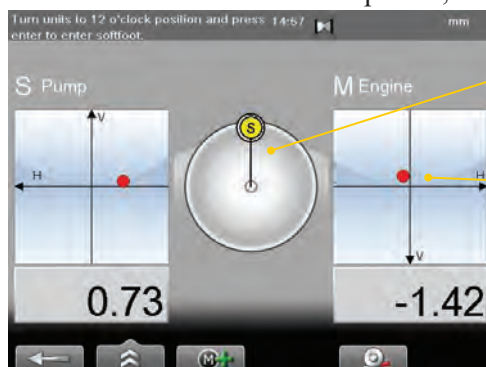 Turn units to 12 o'clock position and press 14:57 mm
enter to enter softfoot.
S Pump
M Engine
V
S
H
H
V
0.73
-1.42
M